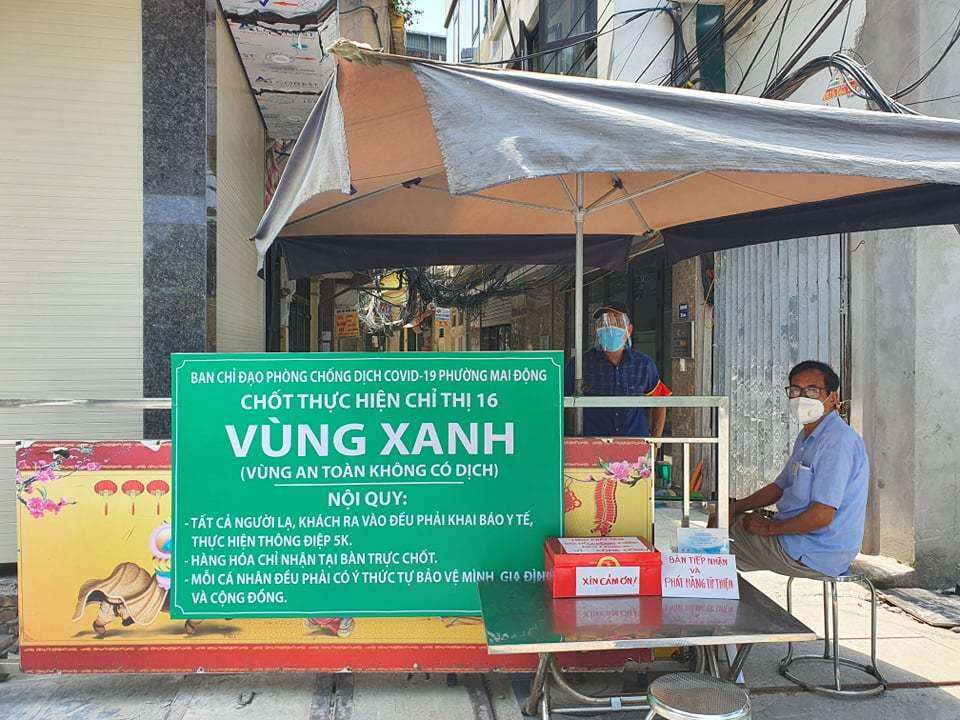 BAN CHỈ ĐẠO PHÒNG CHỐNG DỊCH COVID-19 PHƯỜNG MAI ĐỘNG
CHỐT THỰC HIỆN CHỈ THỊ 16
VÙNG XANH
(VÙNG AN TOÀN KHÔNG CÓ DỊCH)
NỘI QUY:
- TẤT CẢ NGƯỜI LẠ, KHÁCH RA VÀO ĐỀU PHẢI KHAI BÁO Y TẾ,
THỰC HIỆN THÔNG ĐIỆP 5K.
- HÀNG HÓA CHỈ NHẬN TẠI BÀN TRỰC CHỐT.
- MỖI CÁ NHÂN ĐỀU PHẢI CÓ Ý THỨC TỰ BẢO VỆ MÌNH, GIA ĐÌNH
VÀ CỘNG ĐỒNG.
XIN CẢM ƠN!
BÀN TIẾP NHẬN
VÀ
PHÁT HÀNG TỪ THIỆN